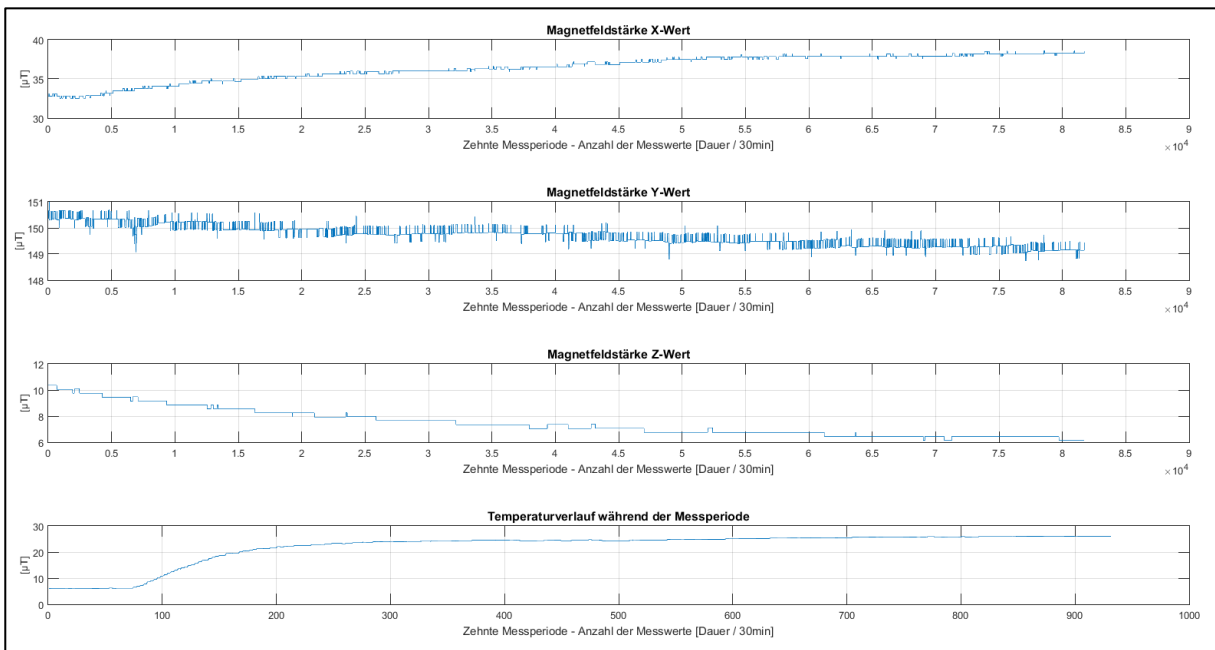 Magnetfeldstärke X-Wert
40
35
30
[µT]
0 0.5 1 1.5 2 2.5 3 3.5 4 4.5 5 5.5 6 6.5 7 7.5 8 8.5 9
Zehnte Messperiode - Anzahl der Messwerte [Dauer / 30min]
×10⁴
Magnetfeldstärke Y-Wert
151
150
149
148
[µT]
0 0.5 1 1.5 2 2.5 3 3.5 4 4.5 5 5.5 6 6.5 7 7.5 8 8.5 9
Zehnte Messperiode - Anzahl der Messwerte [Dauer / 30min]
×10⁴
Magnetfeldstärke Z-Wert
12
10
8
6
[µT]
0 0.5 1 1.5 2 2.5 3 3.5 4 4.5 5 5.5 6 6.5 7 7.5 8 8.5 9
Zehnte Messperiode - Anzahl der Messwerte [Dauer / 30min]
×10⁴
Temperaturverlauf während der Messperiode
30
20
10
0
[µT]
100 200 300 400 500 600 700 800 900 1000
Zehnte Messperiode - Anzahl der Messwerte [Dauer / 30min]